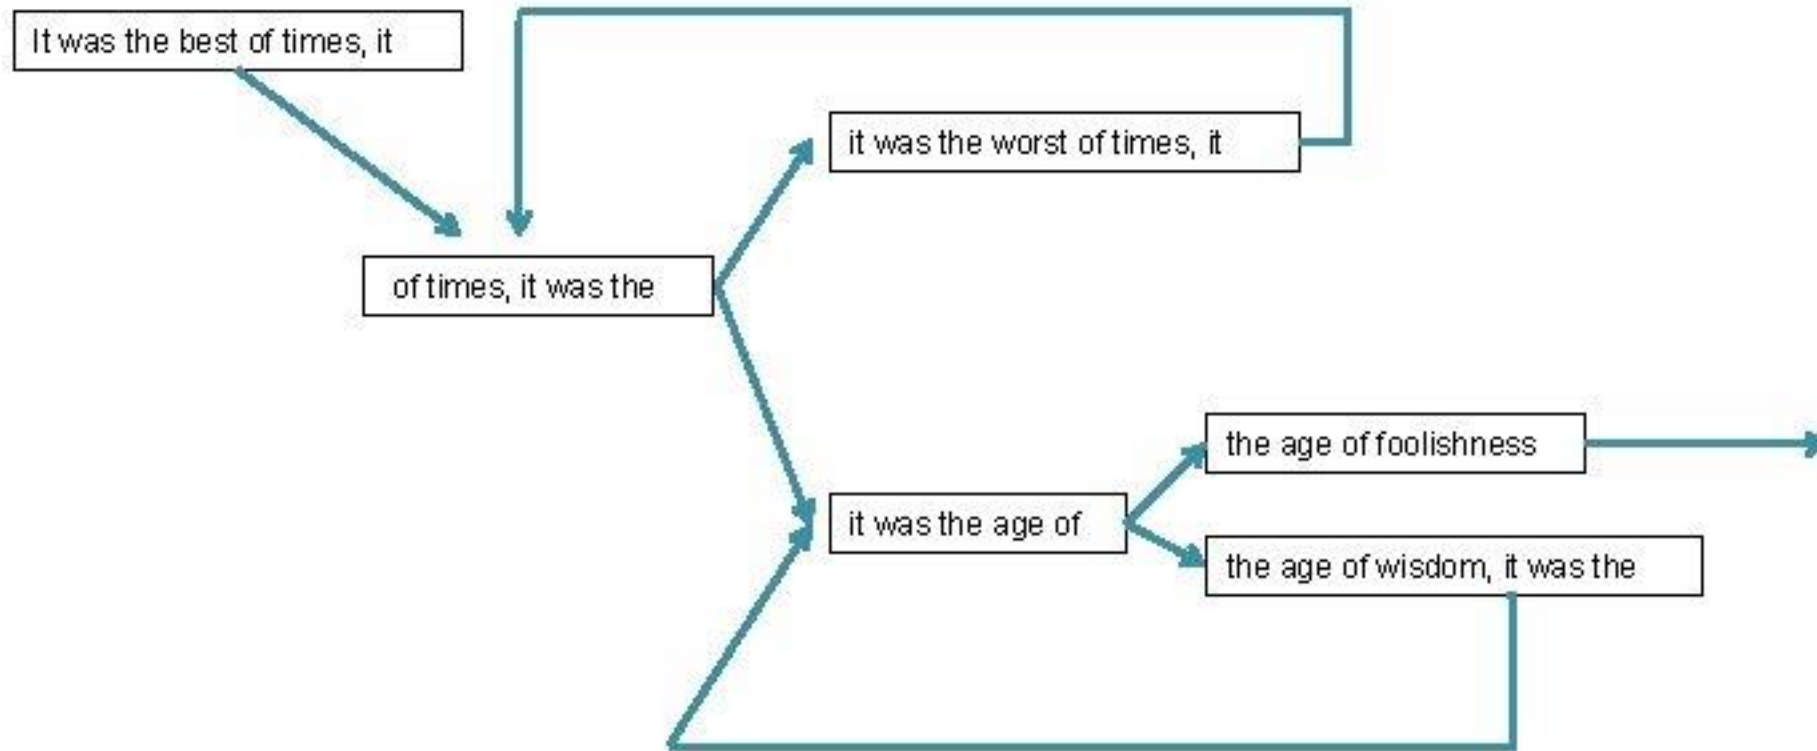 It was the best of times, it
it was the worst of times, it
of times, it was the
the age of foolishness
it was the age of
the age of wisdom, it was the